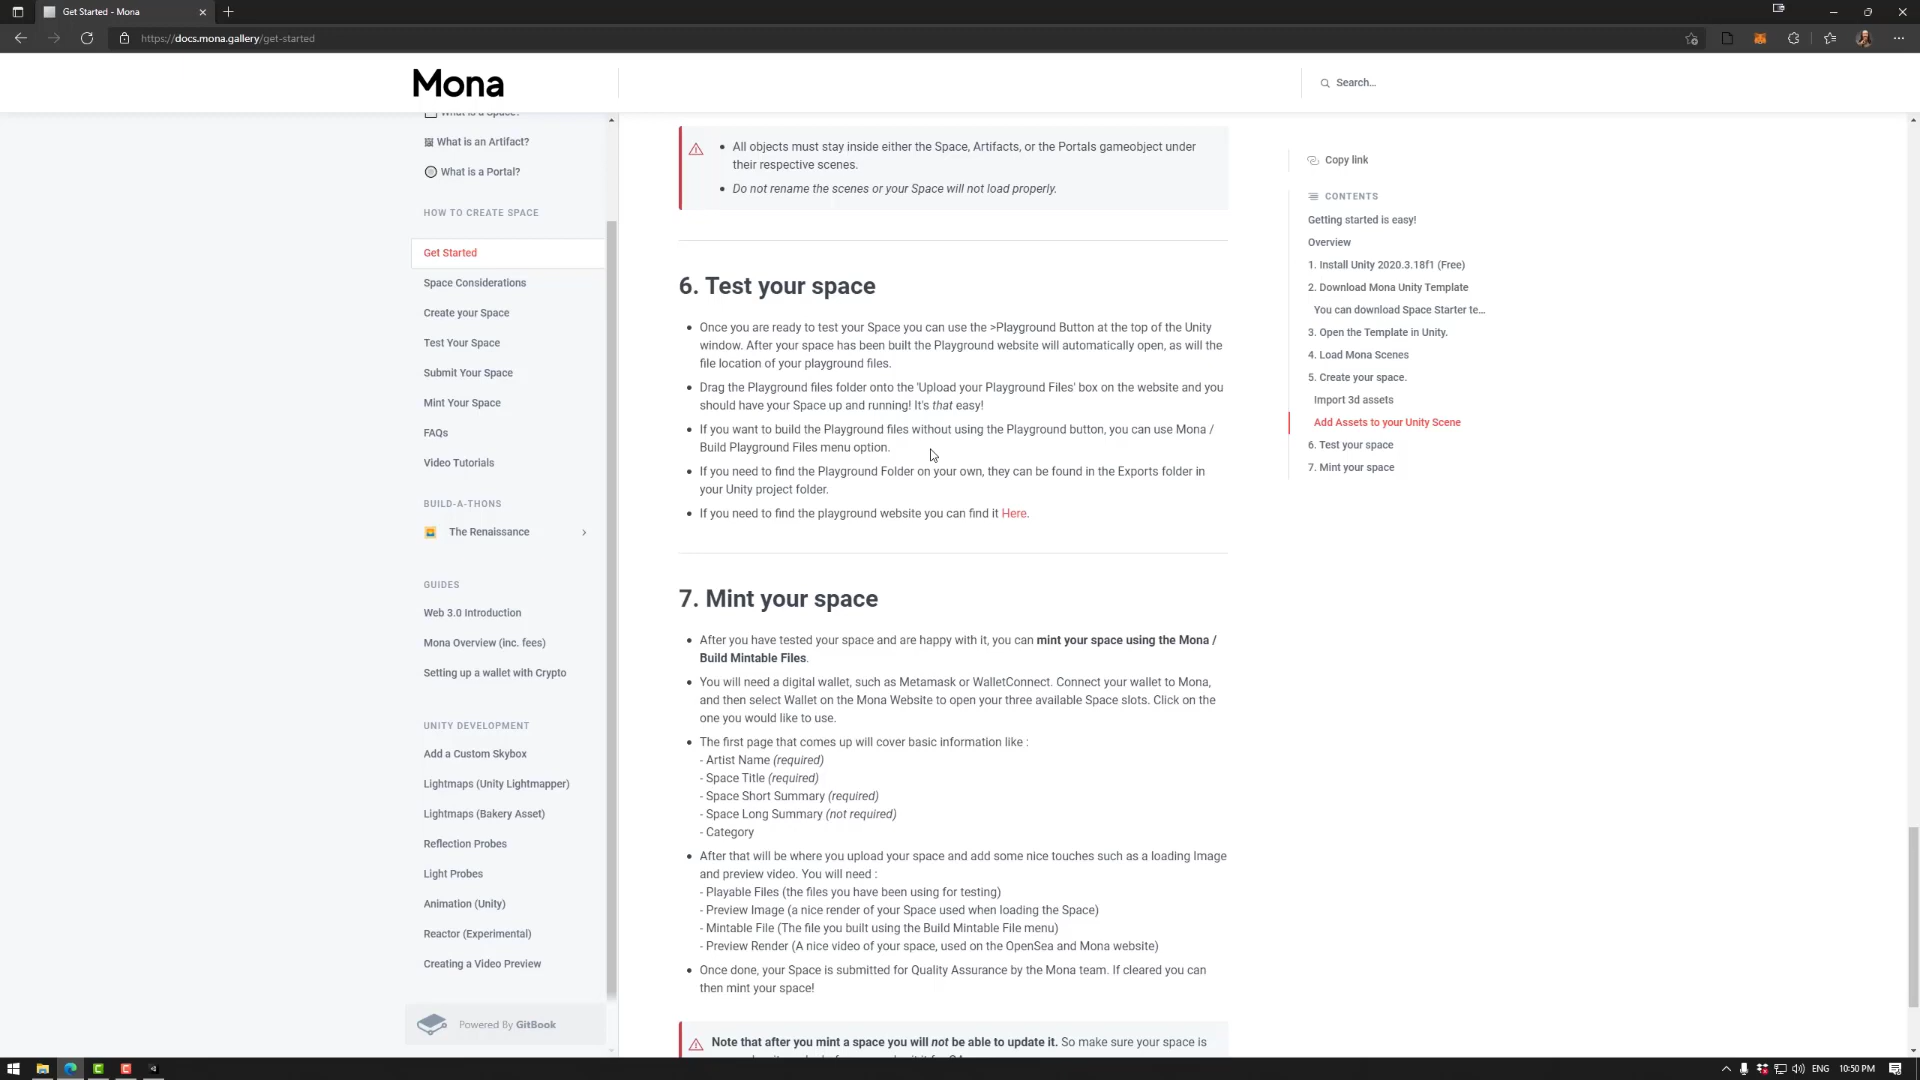 Get Started - Mona
https://docs.mona.gallery/get-started
Mona
Search...
What is a Space?
What is an Artifact?
What is a Portal?
HOW TO CREATE SPACE
Get Started
Space Considerations
Create your Space
Test Your Space
Submit Your Space
Mint Your Space
FAQs
Video Tutorials
BUILD-A-THONS
The Renaissance
GUIDES
Web 3.0 Introduction
Mona Overview (inc. fees)
Setting up a wallet with Crypto
UNITY DEVELOPMENT
Add a Custom Skybox
Lightmaps (Unity Lightmapper)
Lightmaps (Bakery Asset)
Reflection Probes
Light Probes
Animation (Unity)
Reactor (Experimental)
Creating a Video Preview
Powered By GitBook
• All objects must stay inside either the Space, Artifacts, or the Portals gameobject under
their respective scenes.
• Do not rename the scenes or your Space will not load properly.
6. Test your space
• Once you are ready to test your Space you can use the >Playground Button at the top of the Unity
window. After your space has been built the Playground website will automatically open, as will the
file location of your playground files.
• Drag the Playground files folder onto the 'Upload your Playground Files' box on the website and you
should have your Space up and running! It's that easy!
• If you want to build the Playground files without using the Playground button, you can use Mona /
Build Playground Files menu option.
• If you need to find the Playground Folder on your own, they can be found in the Exports folder in
your Unity project folder.
• If you need to find the playground website you can find it Here.
7. Mint your space
• After you have tested your space and are happy with it, you can mint your space using the Mona /
Build Mintable Files.
• You will need a digital wallet, such as Metamask or WalletConnect. Connect your wallet to Mona,
and then select Wallet on the Mona Website to open your three available Space slots. Click on the
one you would like to use.
• The first page that comes up will cover basic information like :
- Artist Name (required)
- Space Title (required)
- Space Short Summary (required)
- Space Long Summary (not required)
- Category
• After that will be where you upload your space and add some nice touches such as a loading Image
and preview video. You will need :
- Playable Files (the files you have been using for testing)
- Preview Image (a nice render of your Space used when loading the Space)
- Mintable File (The file you built using the Build Mintable File menu)
- Preview Render (A nice video of your space, used on the OpenSea and Mona website)
• Once done, your Space is submitted for Quality Assurance by the Mona team. If cleared you can
then mint your space!
Note that after you mint a space you will not be able to update it. So make sure your space is
Copy link
CONTENTS
Getting started is easy!
Overview
1. Install Unity 2020.3.18f1 (Free)
2. Download Mona Unity Template
You can download Space Starter te...
3. Open the Template in Unity.
4. Load Mona Scenes
5. Create your space.
Import 3d assets
Add Assets to your Unity Scene
6. Test your space
7. Mint your space
ENG
10:50 PM